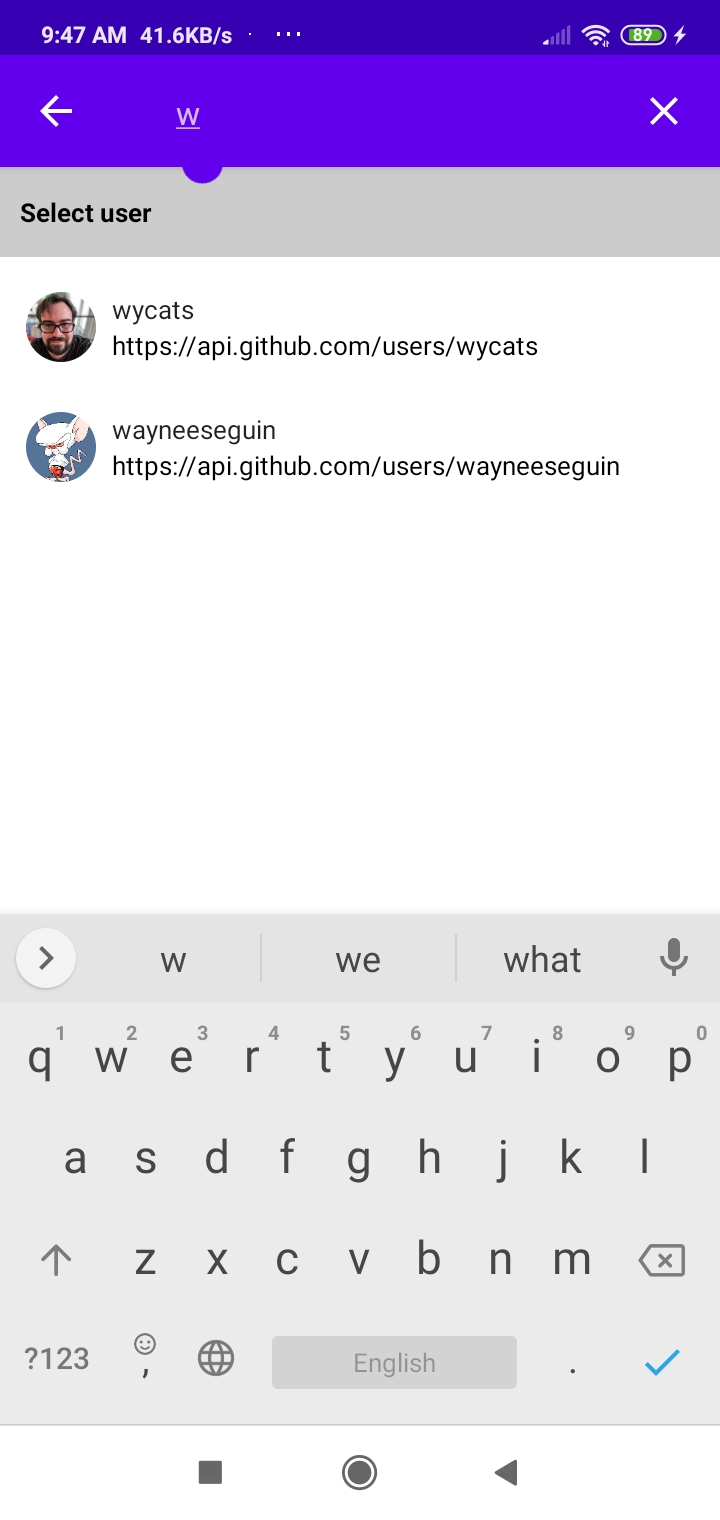 9:47 AM 41.6KB/s · ... 89
w
Select user
wycats
https://api.github.com/users/wycats
wayneeseguin
https://api.github.com/users/wayneeseguin
w we what
1 2 3 4 5 6 7 8 9 0
q w e r t y u i o p
a s d f g h j k l
z x c v b n m
?123 , English .